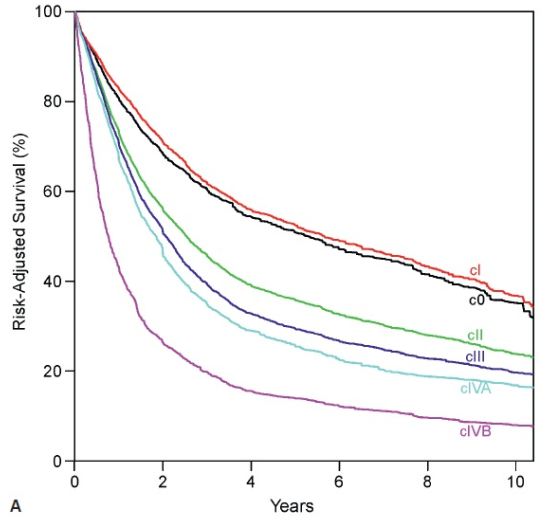 100
80
60
40
20
0
Risk-Adjusted Survival (%)
cI
c0
cII
cIII
cIVA
cIVB
0 2 4 6 8 10
Years
A